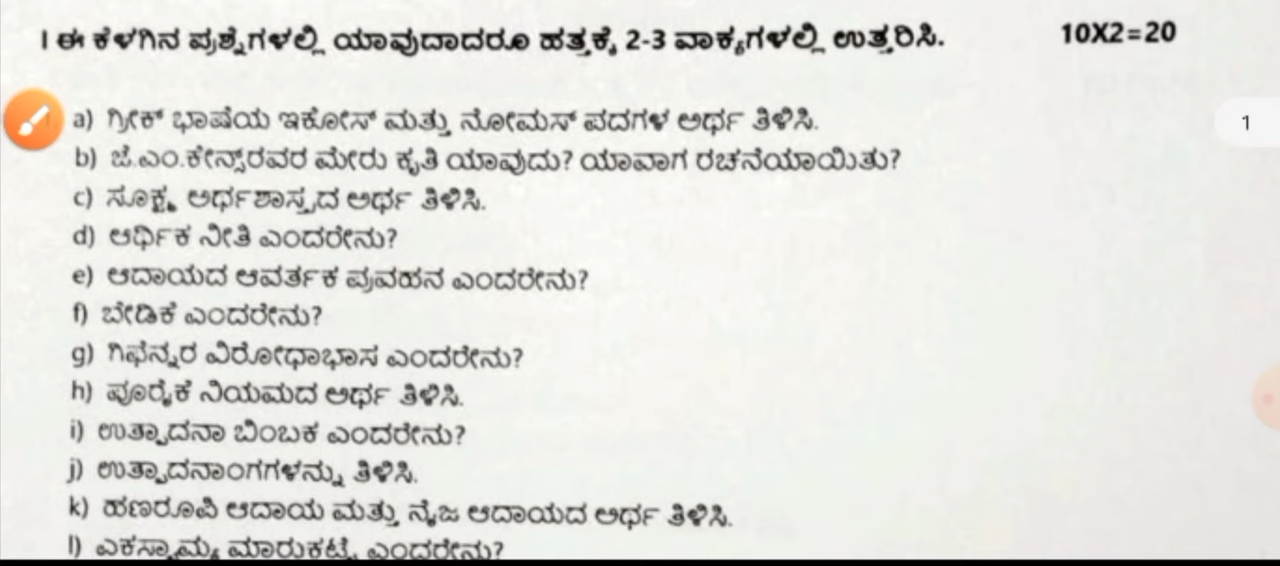 I ಈ ಕೆಳಗಿನ ಪ್ರಶ್ನೆಗಳಲ್ಲಿ ಯಾವುದಾದರೂ ಹತ್ತಕ್ಕೆ 2-3 ವಾಕ್ಯಗಳಲ್ಲಿ ಉತ್ತರಿಸಿ. 10X2=20
a) ಗ್ರೀಕ್ ಭಾಷೆಯ ಇಕೋಸ್ ಮತ್ತು ನೋಮಸ್ ಪದಗಳ ಅರ್ಥ ತಿಳಿಸಿ.
1
b) ಜೆ.ಎಂ.ಕೇನ್ಸ್‌ರವರ ಮೇರು ಕೃತಿ ಯಾವುದು? ಯಾವಾಗ ರಚನೆಯಾಯಿತು?
c) ಸೂಕ್ಷ್ಮ ಅರ್ಥಶಾಸ್ತ್ರದ ಅರ್ಥ ತಿಳಿಸಿ.
d) ಆರ್ಥಿಕ ನೀತಿ ಎಂದರೇನು?
e) ಆದಾಯದ ಆವರ್ತಕ ಪ್ರವಹನ ಎಂದರೇನು?
f) ಬೇಡಿಕೆ ಎಂದರೇನು?
g) ಗಿಫೆನ್ನರ ವಿರೋಧಾಭಾಸ ಎಂದರೇನು?
h) ಪೂರೈಕೆ ನಿಯಮದ ಅರ್ಥ ತಿಳಿಸಿ.
i) ಉತ್ಪಾದನಾ ಬಿಂಬಕ ಎಂದರೇನು?
j) ಉತ್ಪಾದನಾಂಗಗಳನ್ನು ತಿಳಿಸಿ.
k) ಹಣರೂಪಿ ಆದಾಯ ಮತ್ತು ನೈಜ ಆದಾಯದ ಅರ್ಥ ತಿಳಿಸಿ.
l) ಎಕಸ್ವಾಮ್ಯ ಮಾರುಕಟ್ಟೆ ಎಂದರೇನು?